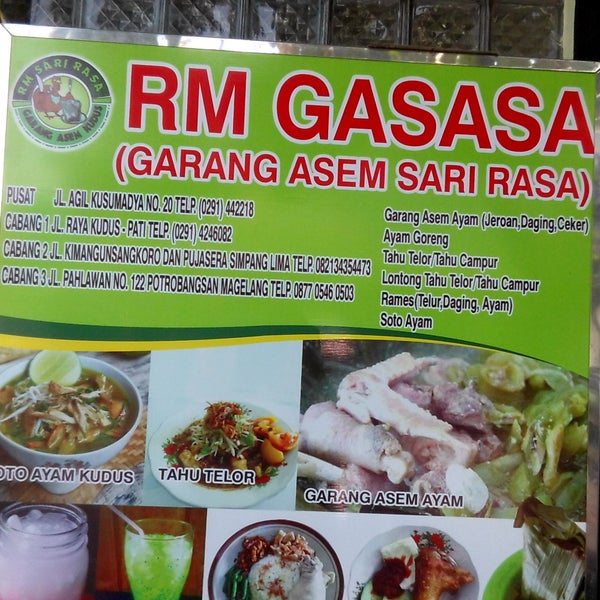 RM SARI RASA
GARANG ASEM KUDUS
RM GASASA
(GARANG ASEM SARI RASA)
PUSAT JL. AGIL KUSUMADYA NO. 20 TELP. (0291) 442218
CABANG 1 JL. RAYA KUDUS - PATI TELP. (0291) 4246082
CABANG 2 JL. KIMANGUNSANGKORO DAN PUJASERA SIMPANG LIMA TELP. 082134354473
CABANG 3 JL. PAHLAWAN NO, 122 POTROBANGSAN MAGELANG TELP. 0877 0546 0503
Garang Asem Ayam (Jeroan,Daging,Ceker)
Ayam Goreng
Tahu Telor/Tahu Campur
Lontong Tahu Telor/Tahu Campur
Rames(Telur,Daging, Ayam)
Soto Ayam
OTO AYAM KUDUS
TAHU TELOR
GARANG ASEM AYAM